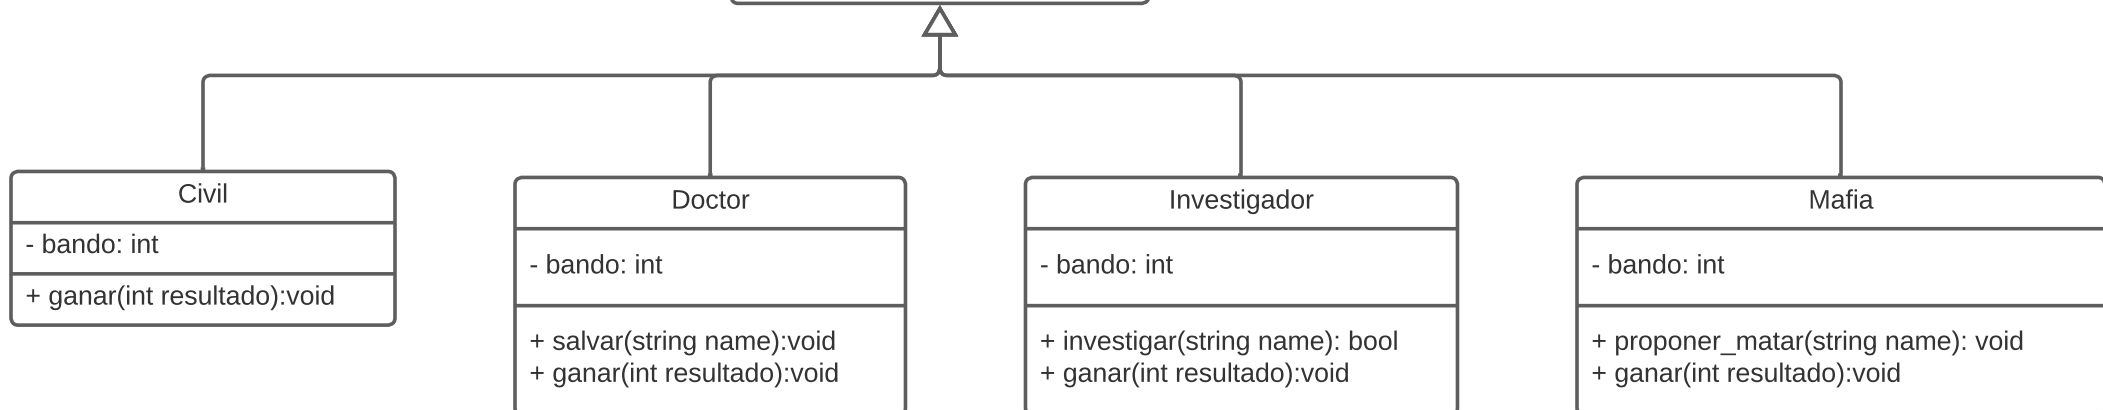 Civil
- bando: int
+ ganar(int resultado):void
Doctor
- bando: int
+ salvar(string name):void
+ ganar(int resultado):void
Investigador
- bando: int
+ investigar(string name): bool
+ ganar(int resultado):void
Mafia
- bando: int
+ proponer_matar(string name): void
+ ganar(int resultado):void